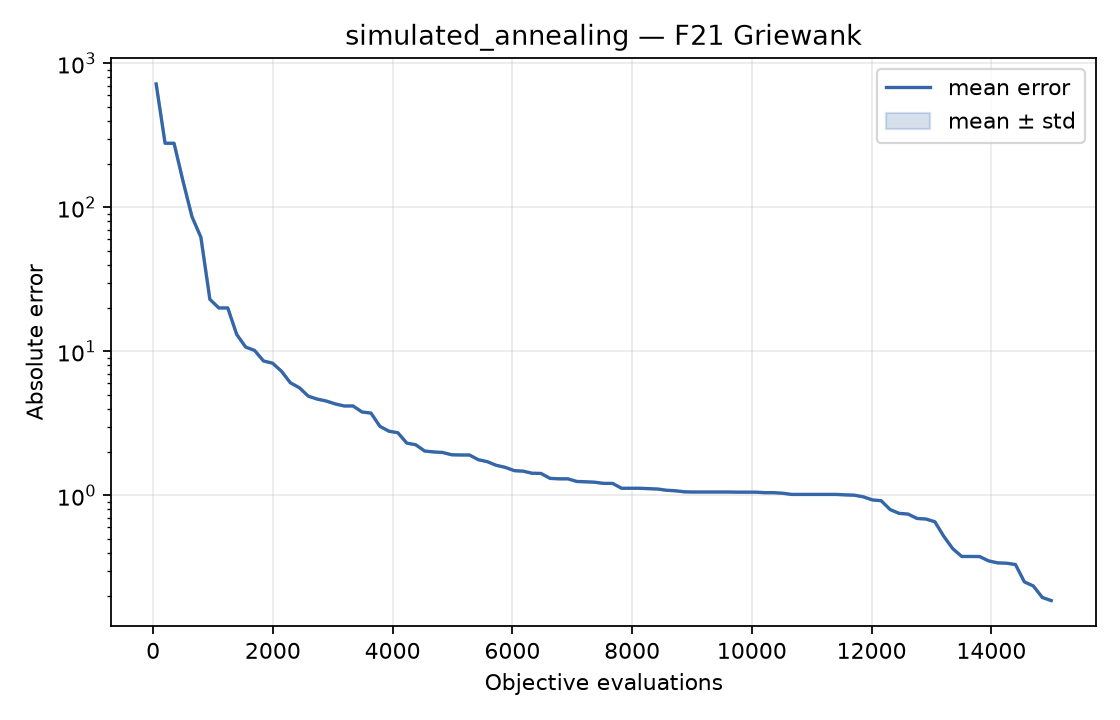 simulated_annealing — F21 Griewank
mean error
mean ± std
Absolute error
10³
10²
10¹
10⁰
0 2000 4000 6000 8000 10000 12000 14000
Objective evaluations